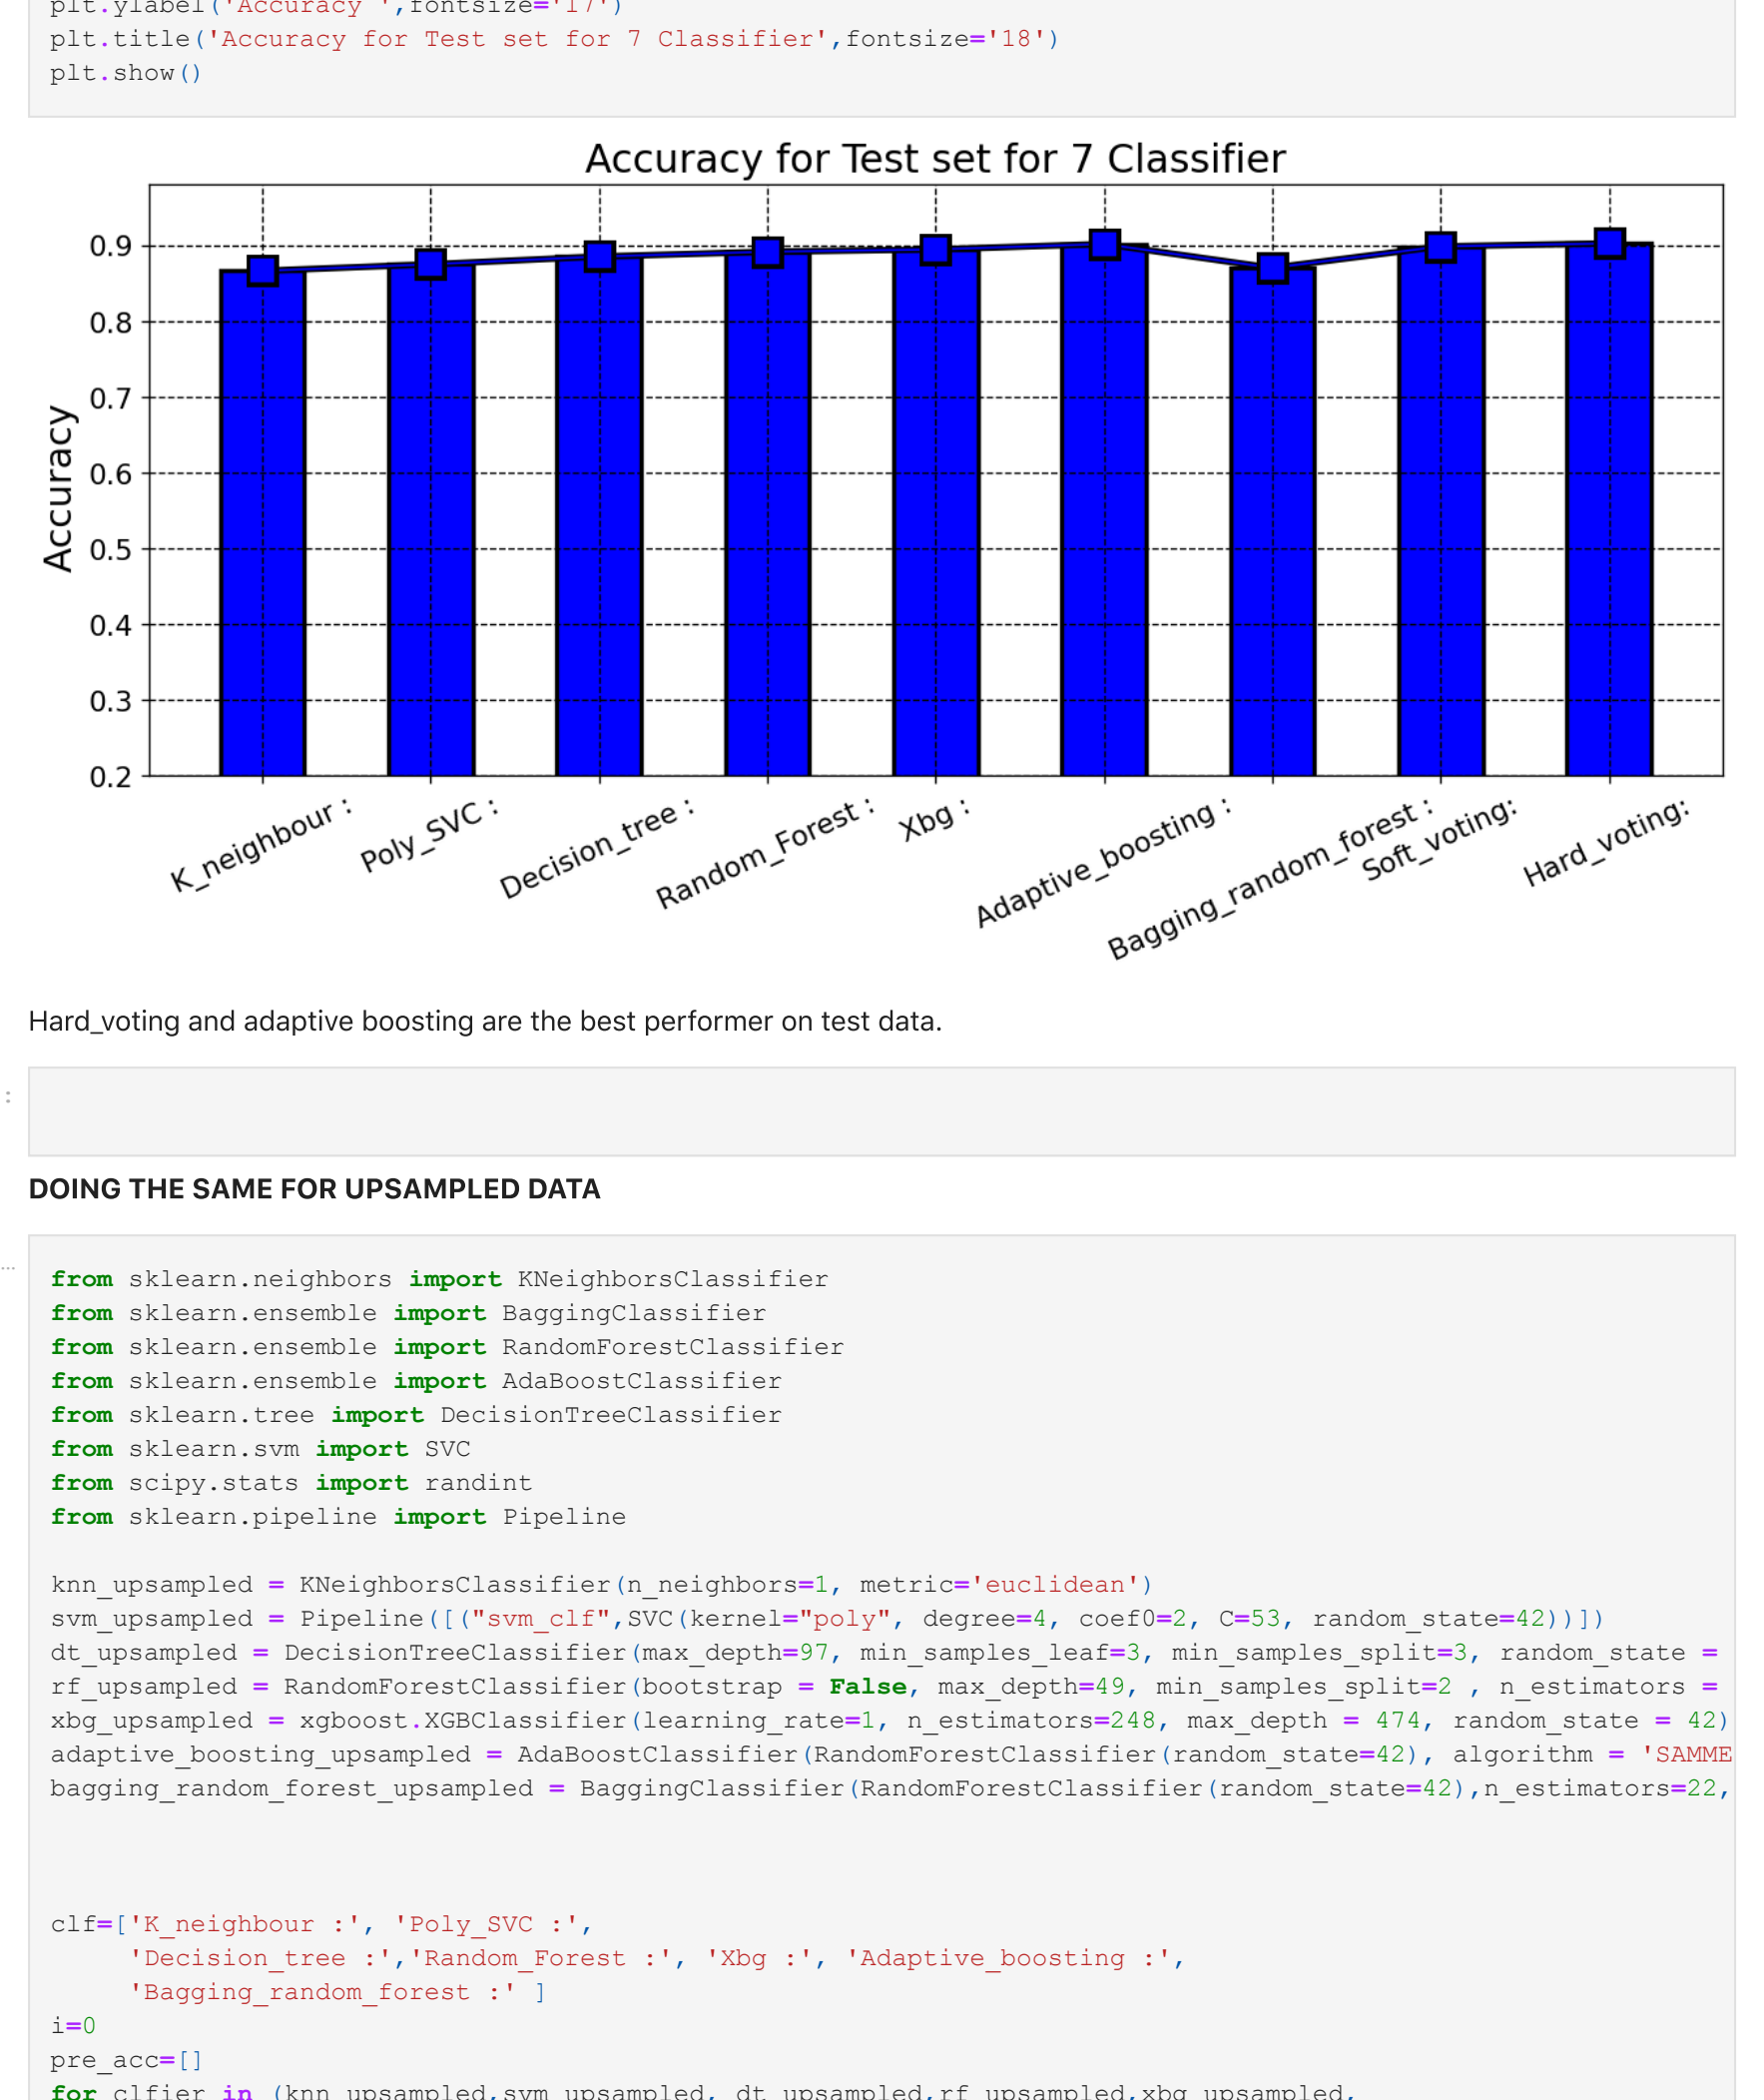 plt.ylabel('Accuracy ',fontsize='17')
plt.title('Accuracy for Test set for 7 Classifier',fontsize='18')
plt.show()
Accuracy for Test set for 7 Classifier
Accuracy
0.9
0.8
0.7
0.6
0.5
0.4
0.3
0.2
K_neighbour :
Poly_SVC :
Decision_tree :
Random_Forest :
Xbg :
Adaptive_boosting :
Bagging_random_forest :
Soft_voting:
Hard_voting:
Hard_voting and adaptive boosting are the best performer on test data.
:
DOING THE SAME FOR UPSAMPLED DATA
…
from sklearn.neighbors import KNeighborsClassifier
from sklearn.ensemble import BaggingClassifier
from sklearn.ensemble import RandomForestClassifier
from sklearn.ensemble import AdaBoostClassifier
from sklearn.tree import DecisionTreeClassifier
from sklearn.svm import SVC
from scipy.stats import randint
from sklearn.pipeline import Pipeline
knn_upsampled = KNeighborsClassifier(n_neighbors=1, metric='euclidean')
svm_upsampled = Pipeline([("svm_clf",SVC(kernel="poly", degree=4, coef0=2, C=53, random_state=42))])
dt_upsampled = DecisionTreeClassifier(max_depth=97, min_samples_leaf=3, min_samples_split=3, random_state =
rf_upsampled = RandomForestClassifier(bootstrap = False, max_depth=49, min_samples_split=2 , n_estimators =
xbg_upsampled = xgboost.XGBClassifier(learning_rate=1, n_estimators=248, max_depth = 474, random_state = 42)
adaptive_boosting_upsampled = AdaBoostClassifier(RandomForestClassifier(random_state=42), algorithm = 'SAMME
bagging_random_forest_upsampled = BaggingClassifier(RandomForestClassifier(random_state=42),n_estimators=22,
clf=['K_neighbour :', 'Poly_SVC :',
'Decision_tree :','Random_Forest :', 'Xbg :', 'Adaptive_boosting :',
'Bagging_random_forest :' ]
i=0
pre_acc=[]
for clfier in (knn_upsampled,svm_upsampled, dt_upsampled,rf_upsampled,xbg_upsampled,